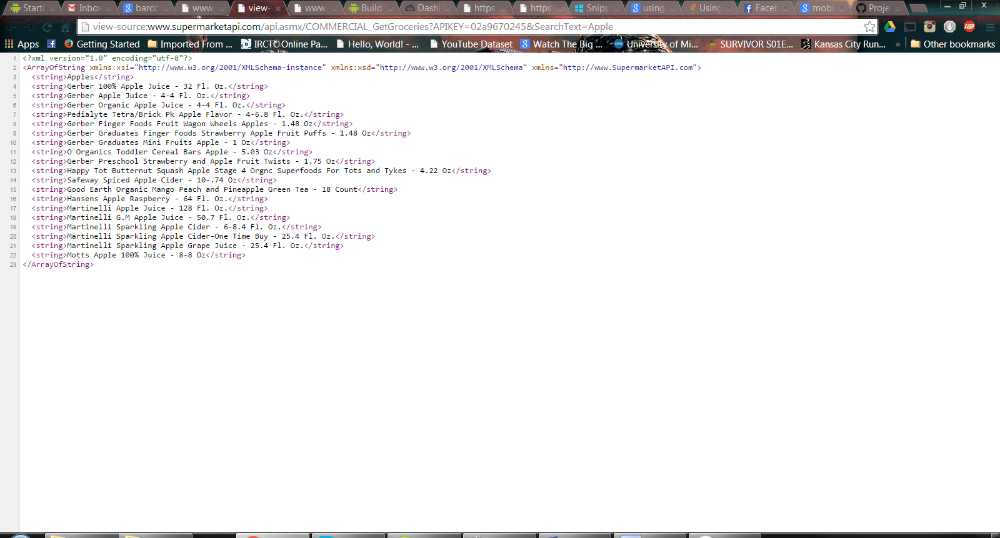 Starti
Inbox
barco
www
view-
www.
Build
Dash
https
https
Snipp
using
Using
Faceb
mobi
Proje
view-source:www.supermarketapi.com/api.asmx/COMMERCIAL_GetGroceries?APIKEY=02a9670245&SearchText=Apple
ABP
Apps
Getting Started
Imported From ...
IRCTC Online Pa...
Hello, World! - ...
YouTube Dataset
Watch The Big ...
University of Mi...
SURVIVOR S01E...
Kansas City Run...
»
Other bookmarks
1 <?xml version="1.0" encoding="utf-8"?>
2 <ArrayOfString xmlns:xsi="http://www.w3.org/2001/XMLSchema-instance" xmlns:xsd="http://www.w3.org/2001/XMLSchema" xmlns="http://www.SupermarketAPI.com">
3 <string>Apples</string>
4 <string>Gerber 100% Apple Juice - 32 Fl. Oz.</string>
5 <string>Gerber Apple Juice - 4-4 Fl. Oz.</string>
6 <string>Gerber Organic Apple Juice - 4-4 Fl. Oz.</string>
7 <string>Pedialyte Tetra/Brick Pk Apple Flavor - 4-6.8 Fl. Oz.</string>
8 <string>Gerber Finger Foods Fruit Wagon Wheels Apples - 1.48 Oz</string>
9 <string>Gerber Graduates Finger Foods Strawberry Apple Fruit Puffs - 1.48 Oz</string>
10 <string>Gerber Graduates Mini Fruits Apple - 1 Oz</string>
11 <string>O Organics Toddler Cereal Bars Apple - 5.03 Oz</string>
12 <string>Gerber Preschool Strawberry and Apple Fruit Twists - 1.75 Oz</string>
13 <string>Happy Tot Butternut Squash Apple Stage 4 Orgnc Superfoods For Tots and Tykes - 4.22 Oz</string>
14 <string>Safeway Spiced Apple Cider - 10-.74 Oz</string>
15 <string>Good Earth Organic Mango Peach and Pineapple Green Tea - 18 Count</string>
16 <string>Hansens Apple Raspberry - 64 Fl. Oz.</string>
17 <string>Martinelli Apple Juice - 128 Fl. Oz.</string>
18 <string>Martinelli G.M Apple Juice - 50.7 Fl. Oz.</string>
19 <string>Martinelli Sparkling Apple Cider - 6-8.4 Fl. Oz.</string>
20 <string>Martinelli Sparkling Apple Cider-One Time Buy - 25.4 Fl. Oz.</string>
21 <string>Martinelli Sparkling Apple Grape Juice - 25.4 Fl. Oz.</string>
22 <string>Motts Apple 100% Juice - 8-8 Oz</string>
23 </ArrayOfString>